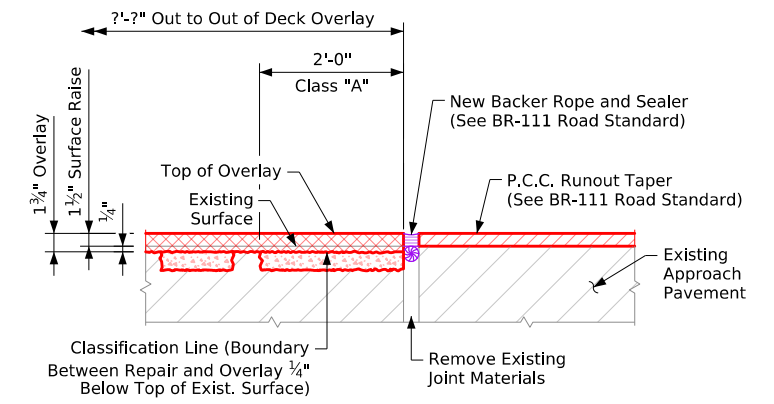 ?'-?" Out to Out of Deck Overlay
2'-0"
Class "A"
New Backer Rope and Sealer
(See BR-111 Road Standard)
1¾" Overlay
1½" Surface Raise
¼"
Top of Overlay
Existing
Surface
P.C.C. Runout Taper
(See BR-111 Road Standard)
Existing
Approach
Pavement
Classification Line (Boundary
Between Repair and Overlay ¼"
Below Top of Exist. Surface)
Remove Existing
Joint Materials